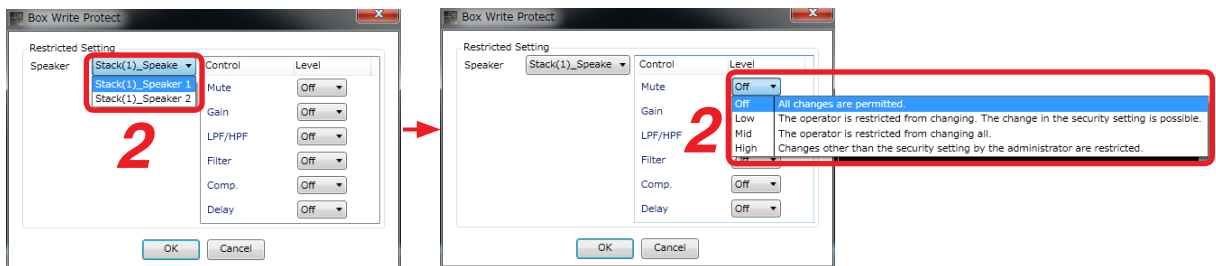 Box Write Protect
Restricted Setting
Speaker Stack(1)_Speake Control Level
Stack(1)_Speaker 1
Stack(1)_Speaker 2
Mute Off
Gain Off
LPF/HPF Off
Filter Off
Comp. Off
Delay Off
2
OK Cancel
Box Write Protect
Restricted Setting
Speaker Stack(1)_Speake Control Level
Mute Off
Off All changes are permitted.
Low The operator is restricted from changing. The change in the security setting is possible.
Mid The operator is restricted from changing all.
High Changes other than the security setting by the administrator are restricted.
Gain
LPF/HPF
Filter Off
Comp. Off
Delay Off
2
OK Cancel